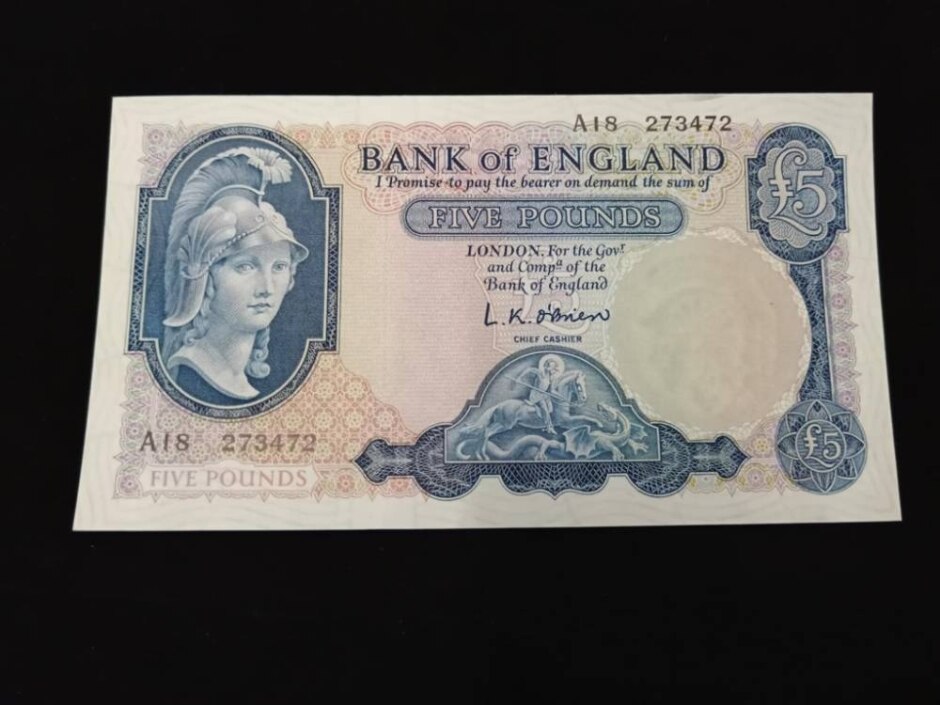 A18 273472
BANK of ENGLAND
£5
I Promise to pay the bearer on demand the sum of
FIVE POUNDS
LONDON, For the Govr
and Compa of the
Bank of England
£5
L. K. O'Brien
CHIEF CASHIER
A18 273472
£5
FIVE POUNDS